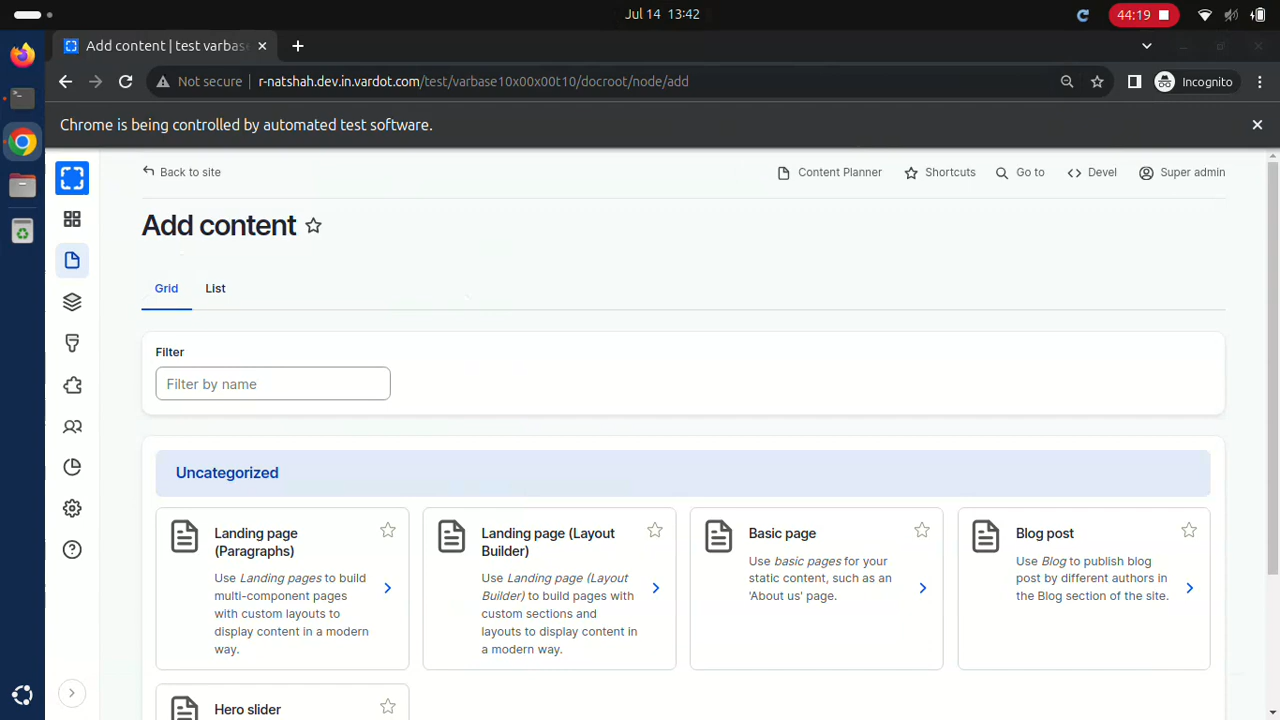 Jul 14 13:42
44:19
Add content | test varbase
Not secure r-natshah.dev.in.vardot.com/test/varbase10x00x00t10/docroot/node/add
Incognito
Chrome is being controlled by automated test software.
Back to site
Content Planner
Shortcuts
Go to
Devel
Super admin
Add content
Grid
List
Filter
Filter by name
Uncategorized
Landing page
(Paragraphs)
Use Landing pages to build
multi-component pages
with custom layouts to
display content in a modern
way.
Landing page (Layout
Builder)
Use Landing page (Layout
Builder) to build pages with
custom sections and
layouts to display content in
a modern way.
Basic page
Use basic pages for your
static content, such as an
'About us' page.
Blog post
Use Blog to publish blog
post by different authors in
the Blog section of the site.
Hero slider